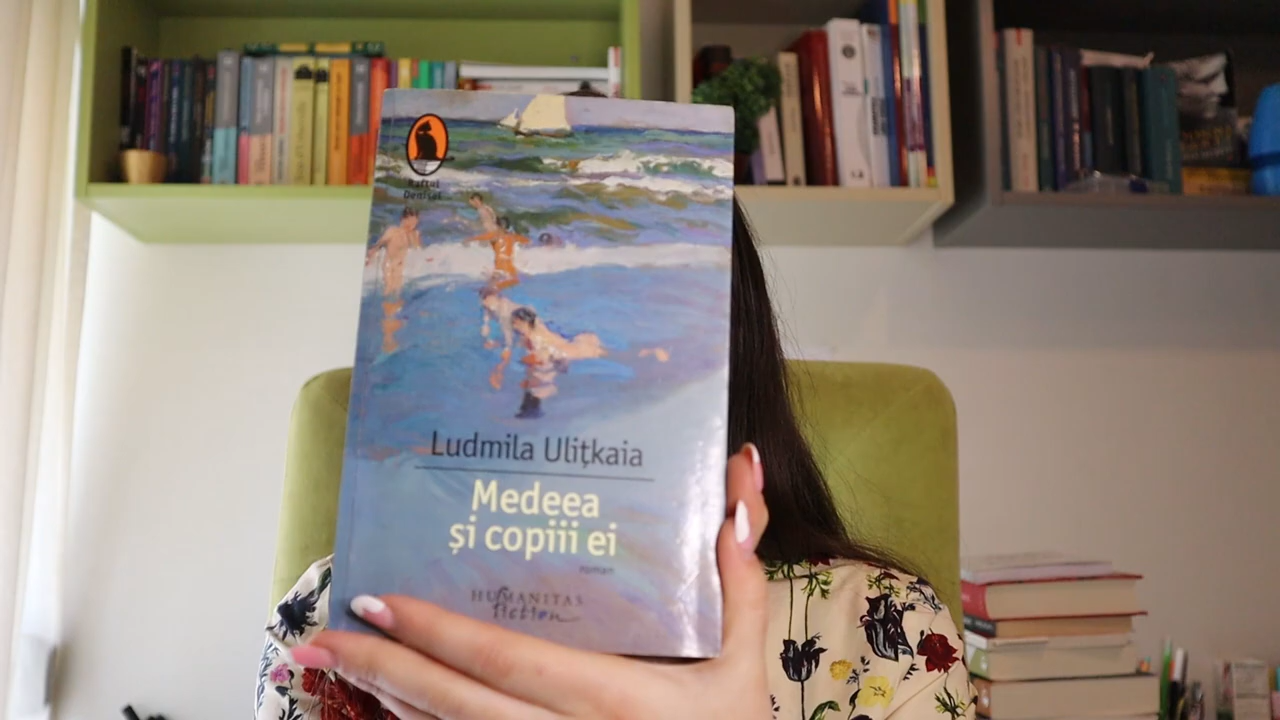 Raftul
Denisei
Ludmila Ulițkaia
Medeea
și copiii ei
roman
HUMANITAS
fiction